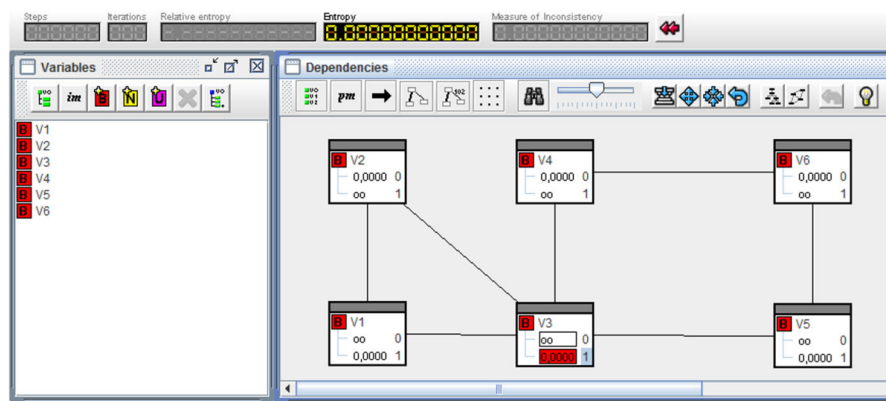 Steps Iterations Relative entropy Entropy Measure of Inconsistency
Variables
Dependencies
im B N U
pm
V1
V2
V3
V4
V5
V6
B V2
0,0000 0
oo 1
B V4
0,0000 0
oo 1
B V6
0,0000 0
oo 1
B V1
oo 0
0,0000 1
B V3
oo 0
0,0000 1
B V5
oo 0
0,0000 1